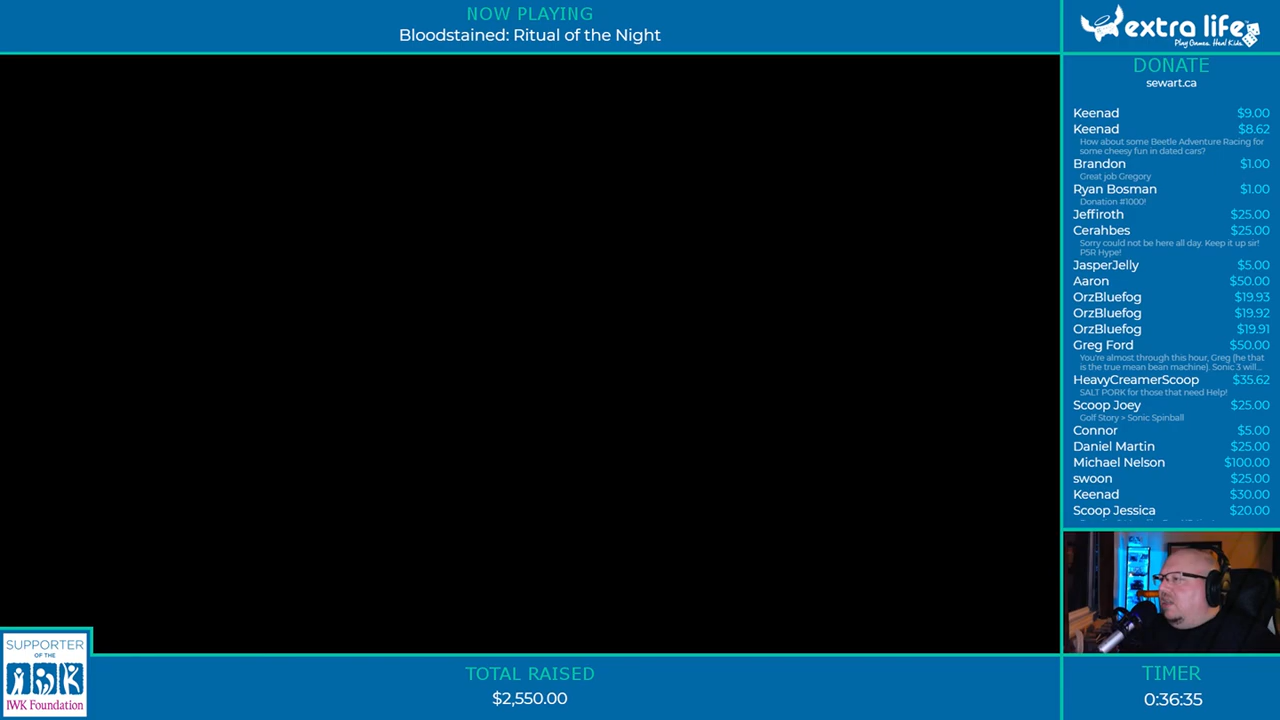 NOW PLAYING
Bloodstained: Ritual of the Night
extra life
Play Games. Heal Kids.
DONATE
sewart.ca
Keenad $9.00
Keenad $8.62
How about some Beetle Adventure Racing for
some cheesy fun in dated cars?
Brandon $1.00
Great job Gregory
Ryan Bosman $1.00
Donation #1000!
Jeffiroth $25.00
Cerahbes $25.00
Sorry could not be here all day. Keep it up sir!
P5R Hype!
JasperJelly $5.00
Aaron $50.00
OrzBluefog $19.93
OrzBluefog $19.92
OrzBluefog $19.91
Greg Ford $50.00
You're almost through this hour, Greg (he that
is the true mean bean machine). Sonic 3 will...
HeavyCreamerScoop $35.62
SALT PORK for those that need Help!
Scoop Joey $25.00
Golf Story > Sonic Spinball
Connor $5.00
Daniel Martin $25.00
Michael Nelson $100.00
swoon $25.00
Keenad $30.00
Scoop Jessica $20.00
SUPPORTER
OF THE
IWK
IWK Foundation
TOTAL RAISED
$2,550.00
TIMER
0:36:35